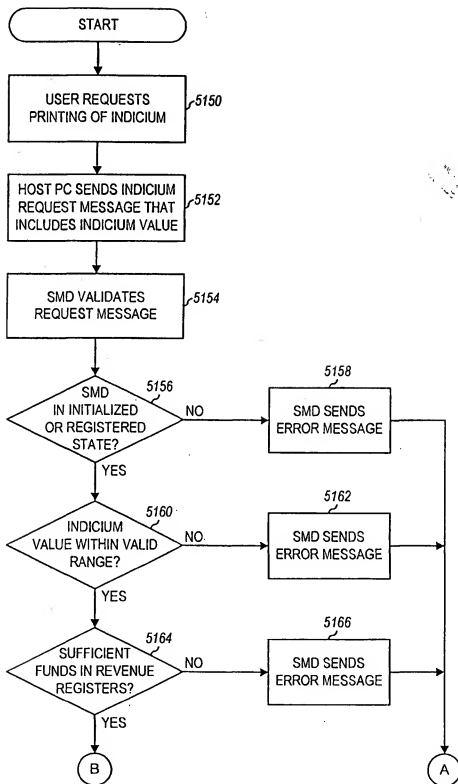 START
USER REQUESTS
PRINTING OF INDICIUM
5150
HOST PC SENDS INDICIUM
REQUEST MESSAGE THAT
INCLUDES INDICIUM VALUE
5152
SMD VALIDATES
REQUEST MESSAGE
5154
SMD
IN INITIALIZED
OR REGISTERED
STATE?
5156
NO
YES
5158
SMD SENDS
ERROR MESSAGE
INDICIUM
VALUE WITHIN VALID
RANGE?
5160
NO
YES
5162
SMD SENDS
ERROR MESSAGE
SUFFICIENT
FUNDS IN REVENUE
REGISTERS?
5164
NO
YES
5166
SMD SENDS
ERROR MESSAGE
B
A